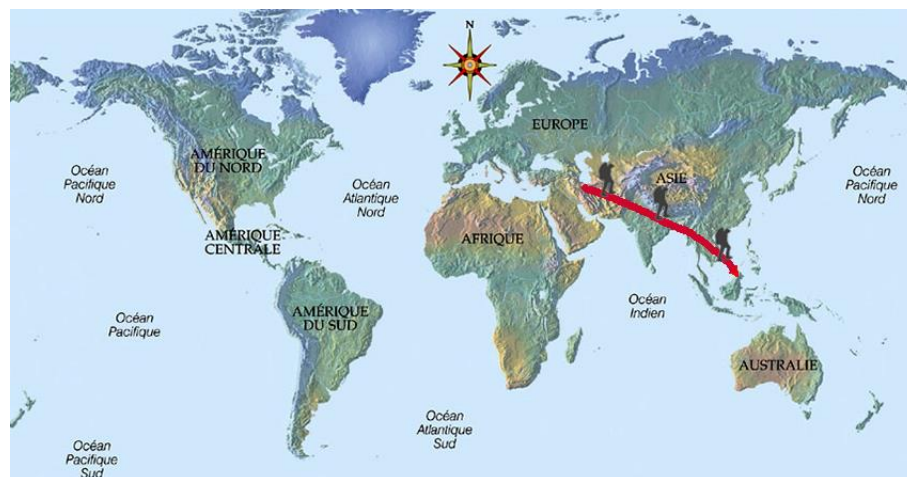 N
EUROPE
AMÉRIQUE
DU NORD
Océan
Pacifique
Nord
Océan
Atlantique
Nord
ASIE
Océan
Pacifique
Nord
AMÉRIQUE
CENTRALE
AFRIQUE
Océan
Pacifique
AMÉRIQUE
DU SUD
Océan
Indien
AUSTRALIE
Océan
Atlantique
Sud
Océan
Pacifique
Sud